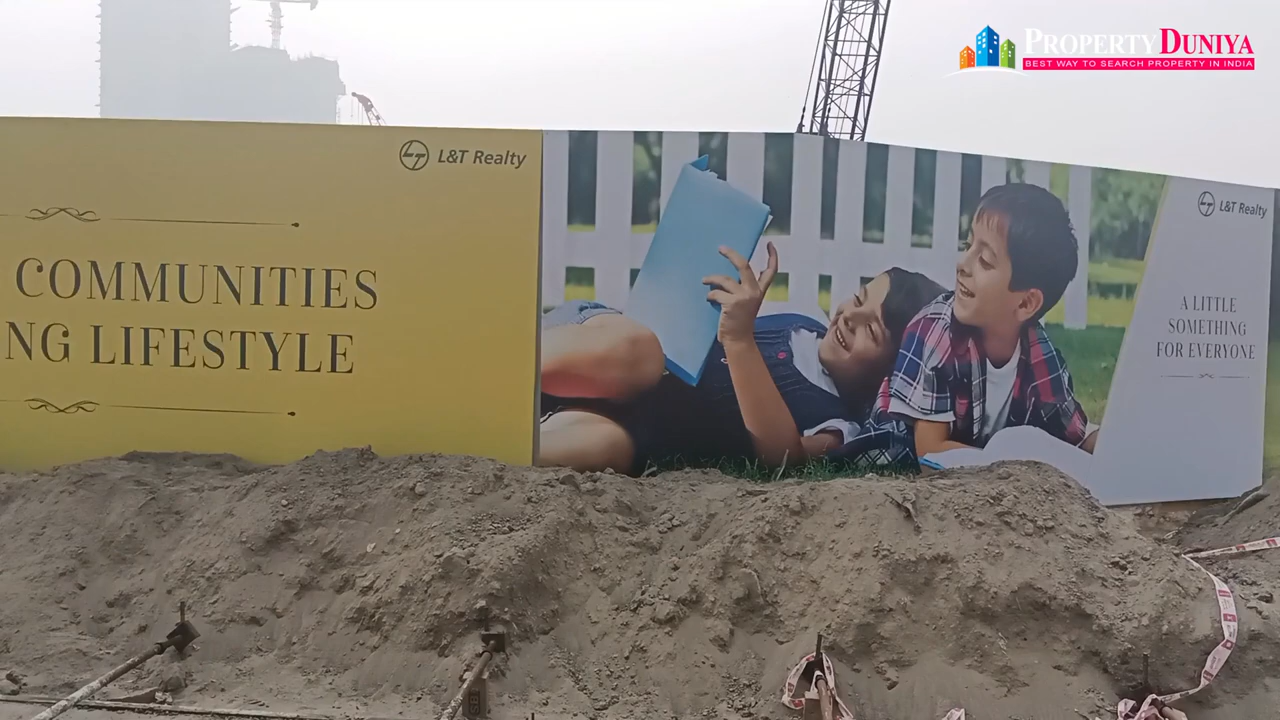 PROPERTY DUNIYA
BEST WAY TO SEARCH PROPERTY IN INDIA
L&T Realty
COMMUNITIES
NG LIFESTYLE
L&T Realty
A LITTLE
SOMETHING
FOR EVERYONE